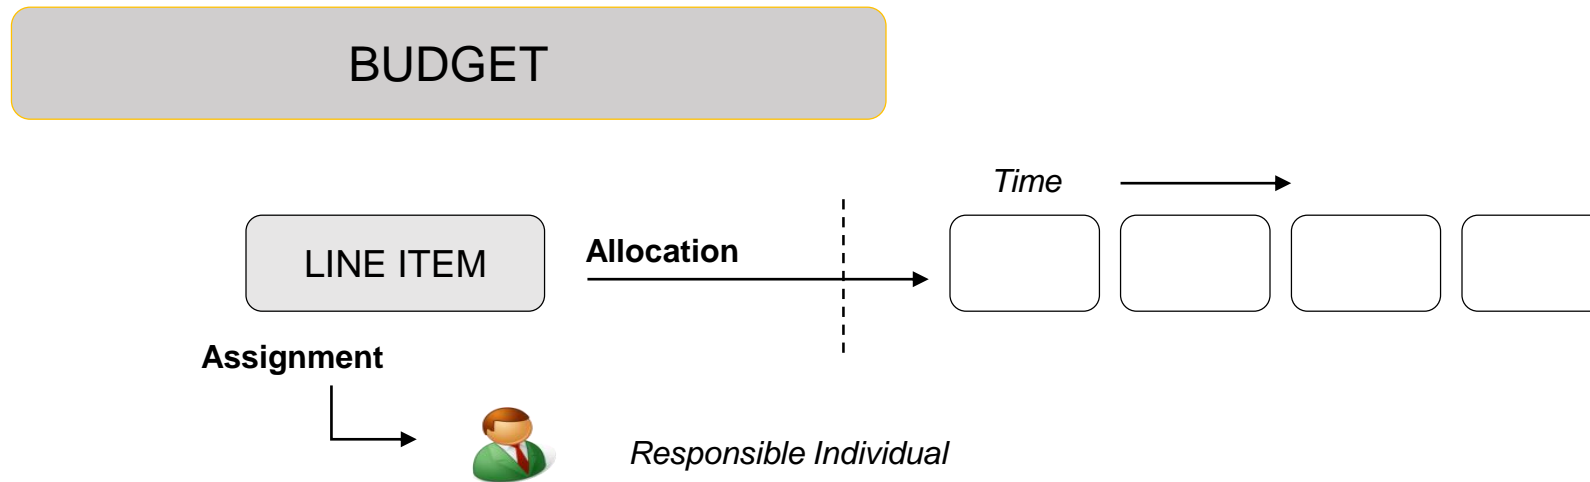 BUDGET
Time
LINE ITEM
Allocation
Assignment
Responsible Individual